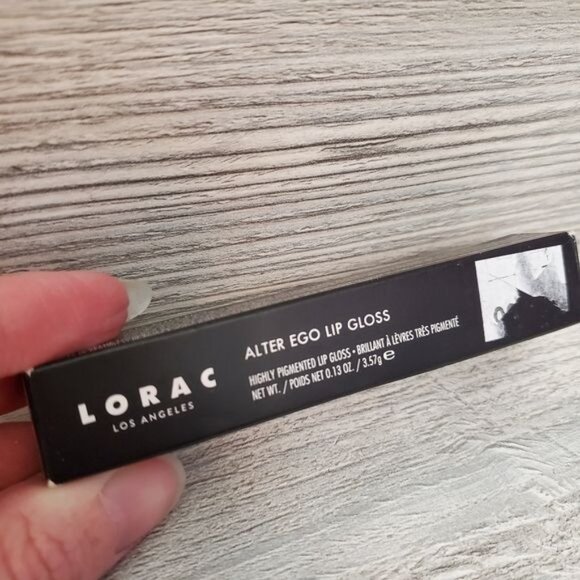 LORAC
LOS ANGELES
ALTER EGO LIP GLOSS
HIGHLY PIGMENTED LIP GLOSS • BRILLANT À LÈVRES TRÈS PIGMENTÉ
NET WT. / POIDS NET 0.13 OZ. / 3.57g ℮